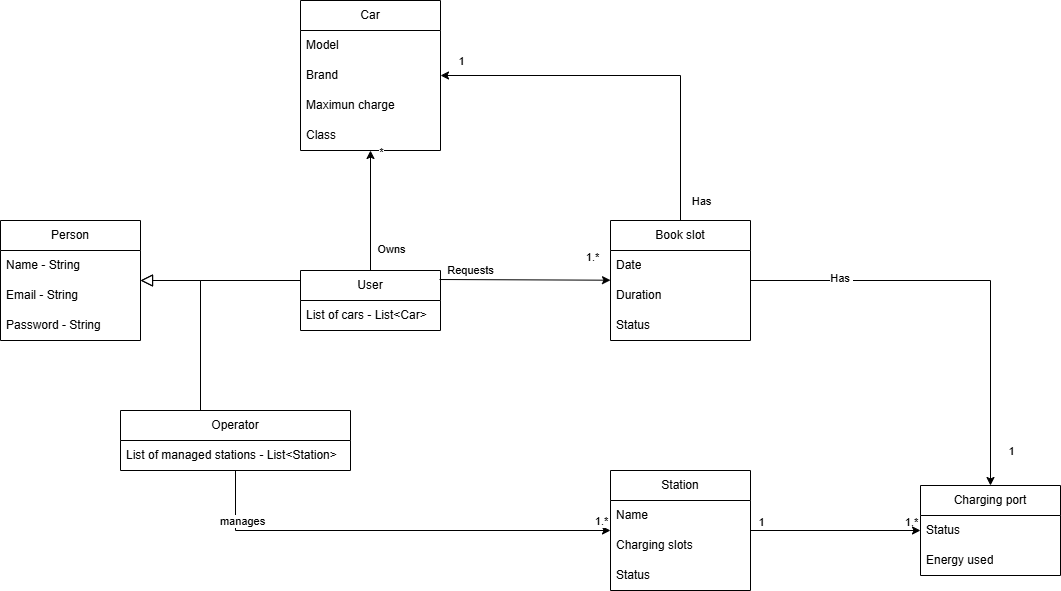 Car
Model
Brand
Maximun charge
Class
1
*
Has
Person
Name - String
Email - String
Password - String
Owns
User
List of cars - List<Car>
Requests
1.*
Book slot
Date
Duration
Status
Has
Operator
List of managed stations - List<Station>
manages
1.*
Station
Name
Charging slots
Status
1
1.*
1
Charging port
Status
Energy used